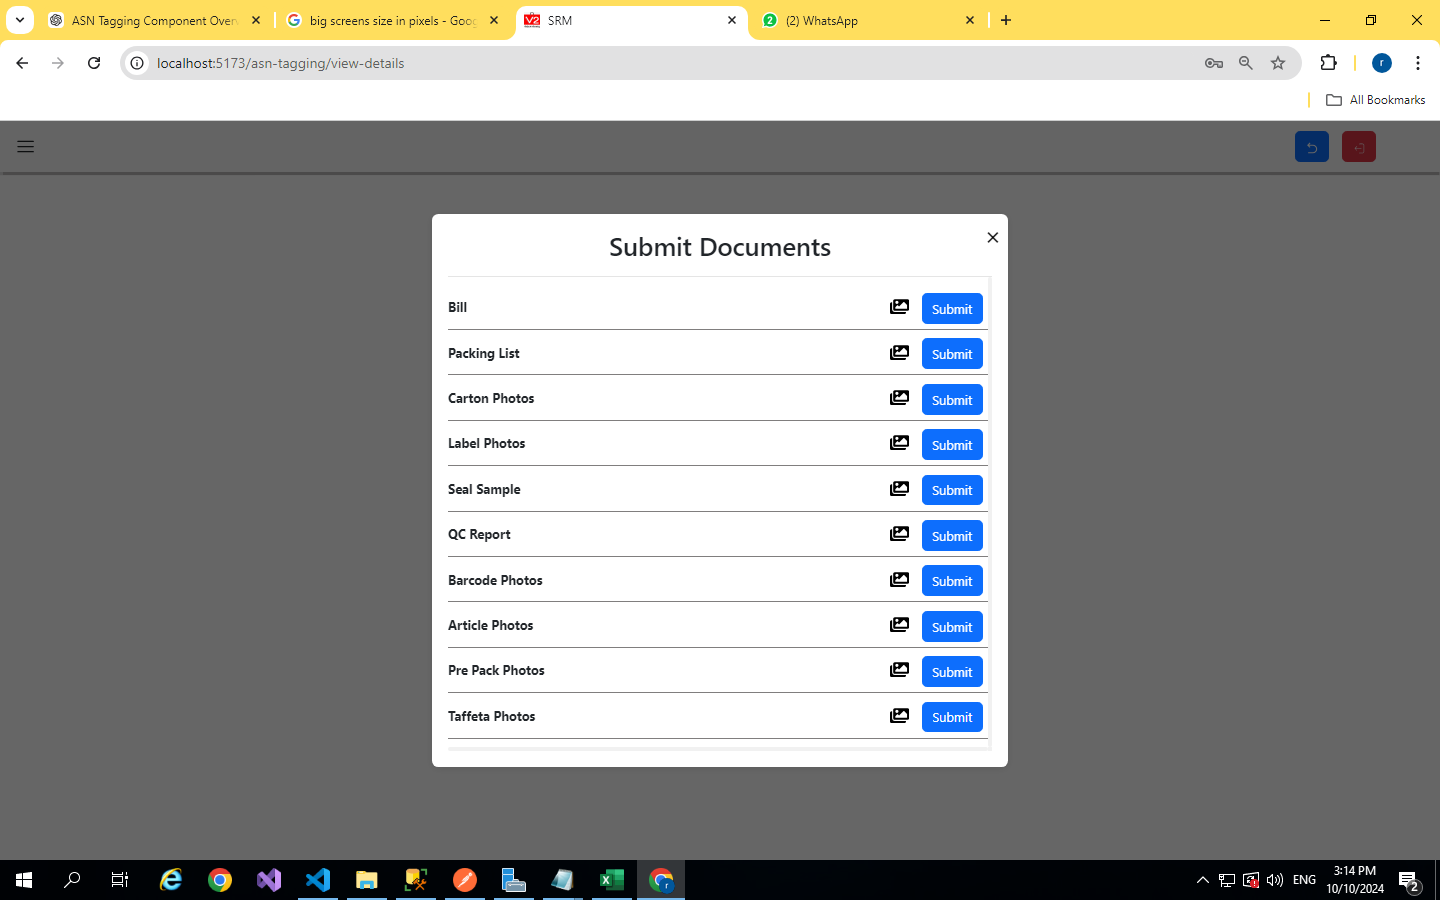 ASN Tagging Component Over
big screens size in pixels - Goo
V2
SRM
2
(2) WhatsApp
localhost:5173/asn-tagging/view-details
r
All Bookmarks
Submit Documents
Bill
Submit
Packing List
Submit
Carton Photos
Submit
Label Photos
Submit
Seal Sample
Submit
QC Report
Submit
Barcode Photos
Submit
Article Photos
Submit
Pre Pack Photos
Submit
Taffeta Photos
Submit
ENG
3:14 PM
10/10/2024
2